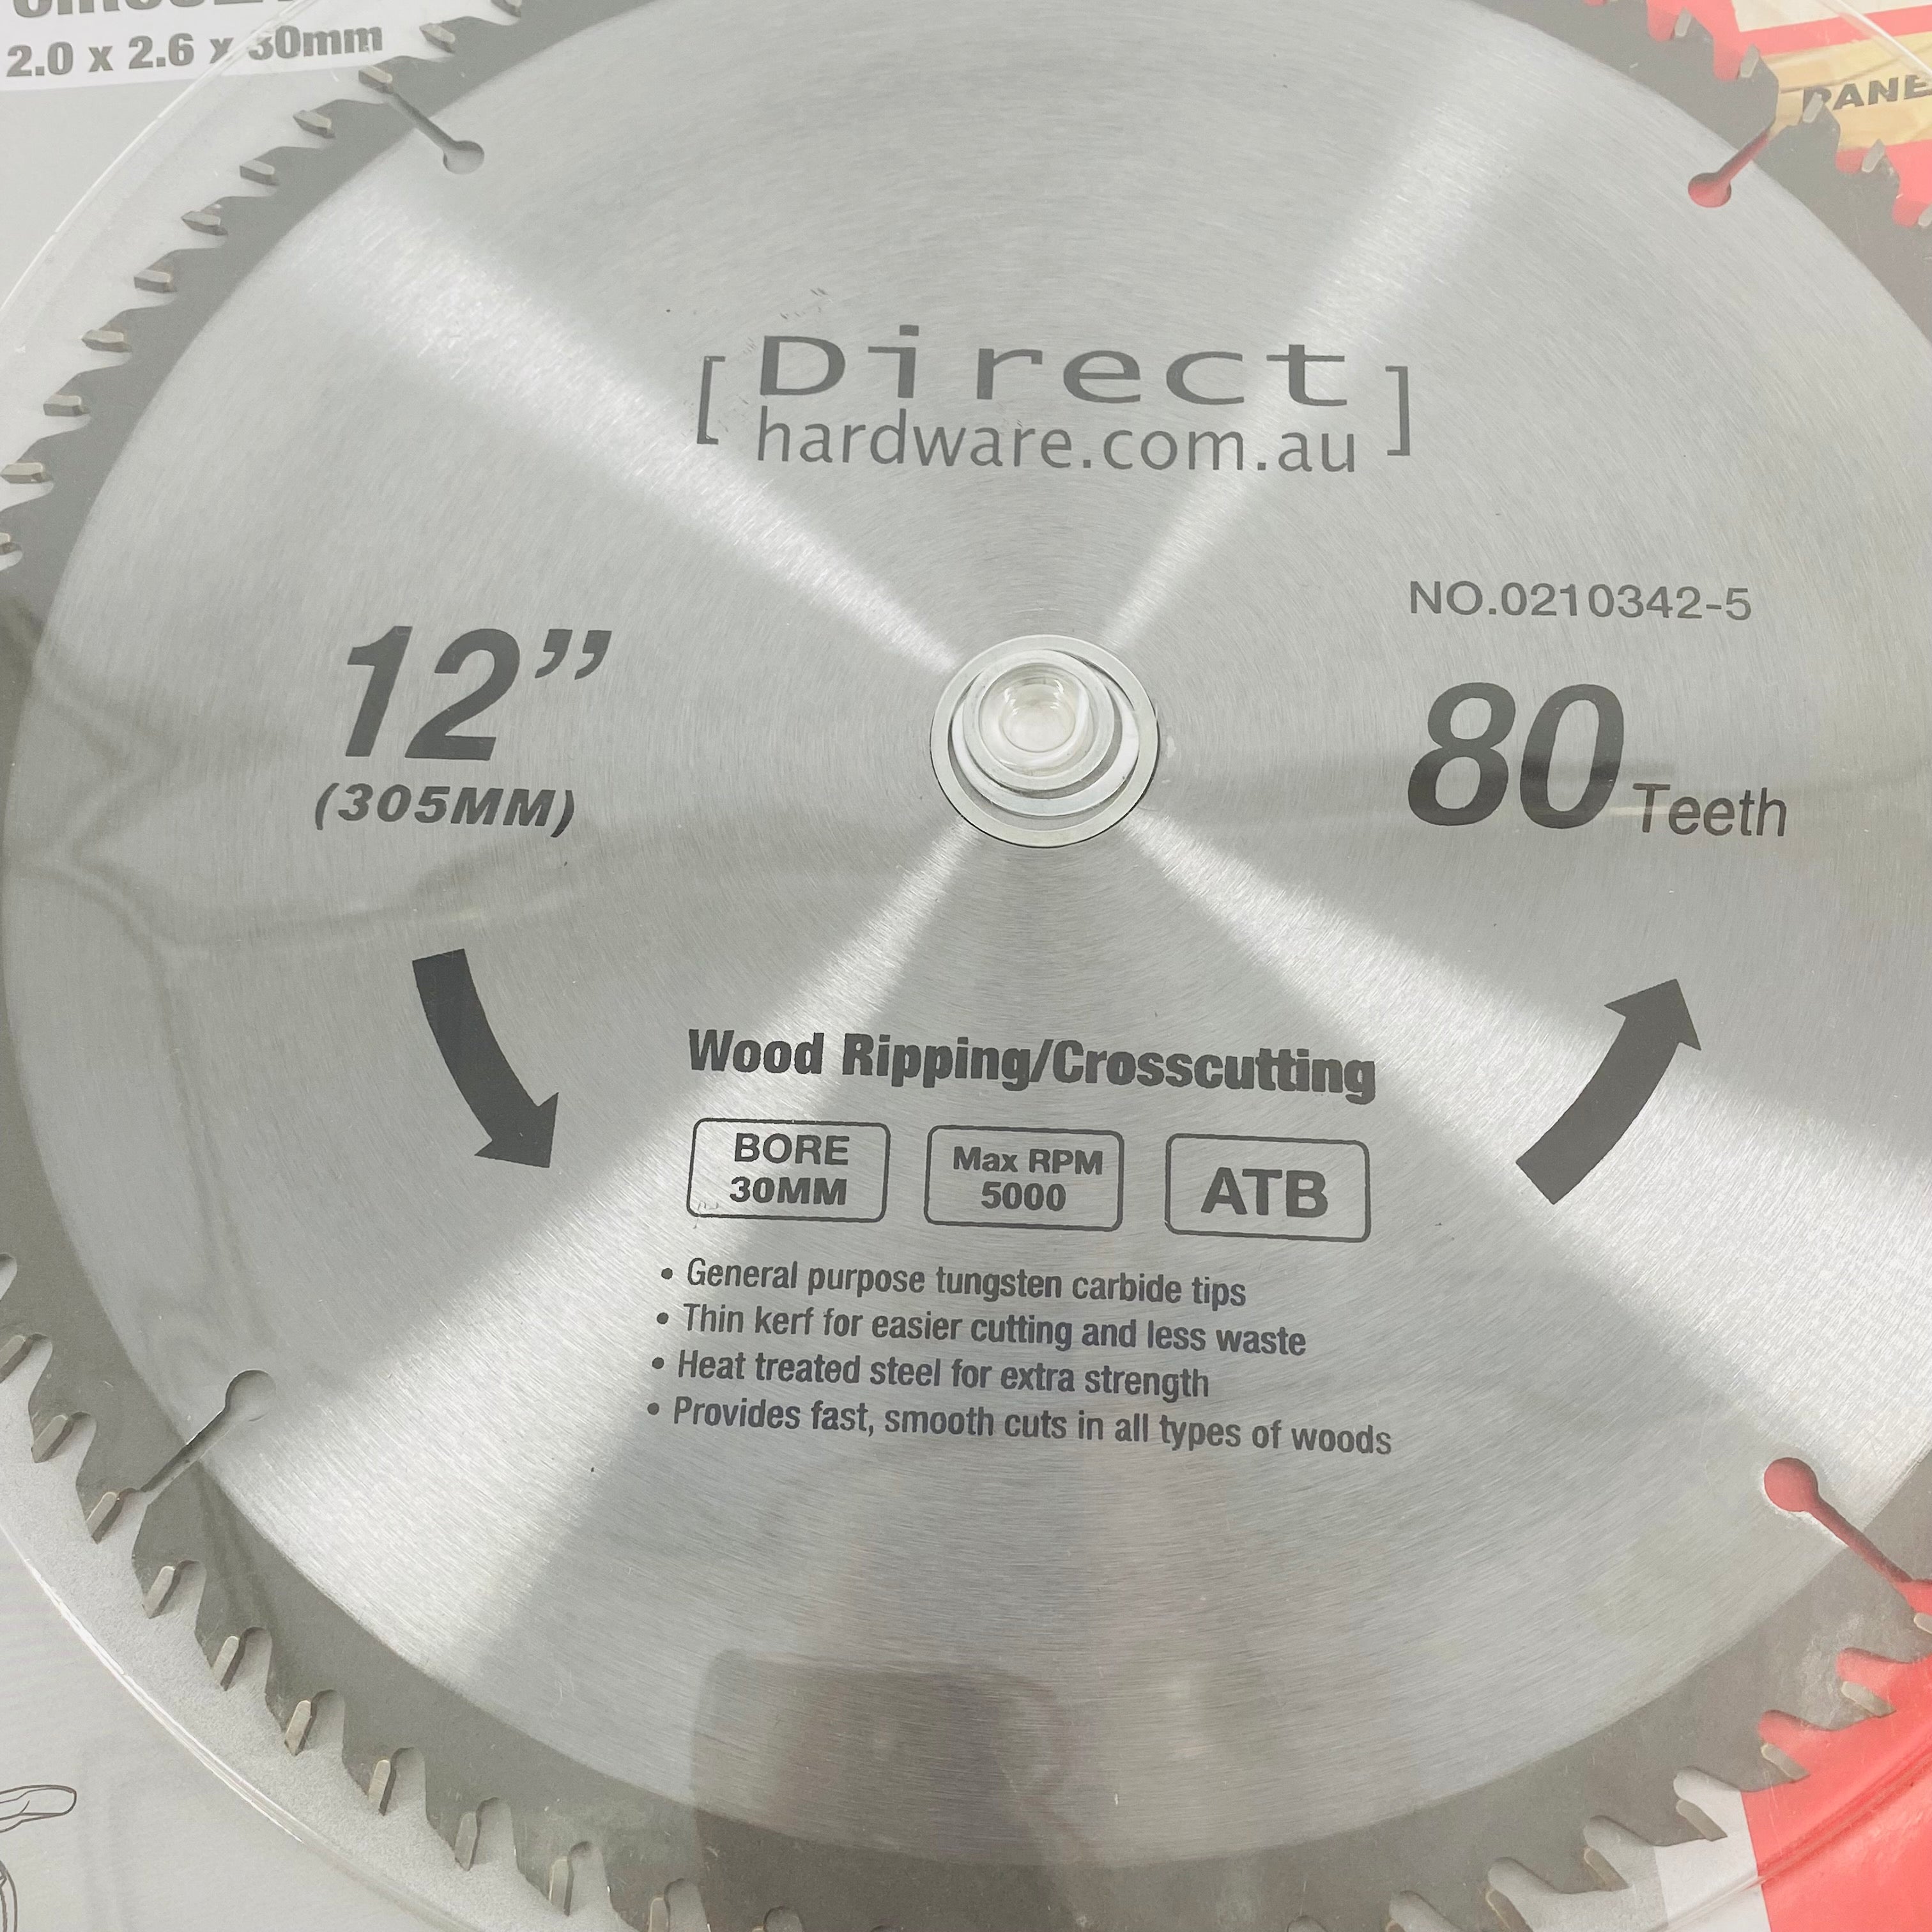 2.0 x 2.6 x 30mm
[ Direct
hardware.com.au ]
NO.0210342-5
12”
(305MM)
80 Teeth
Wood Ripping/Crosscutting
BORE
30MM
Max RPM
5000
ATB
• General purpose tungsten carbide tips
• Thin kerf for easier cutting and less waste
• Heat treated steel for extra strength
• Provides fast, smooth cuts in all types of woods